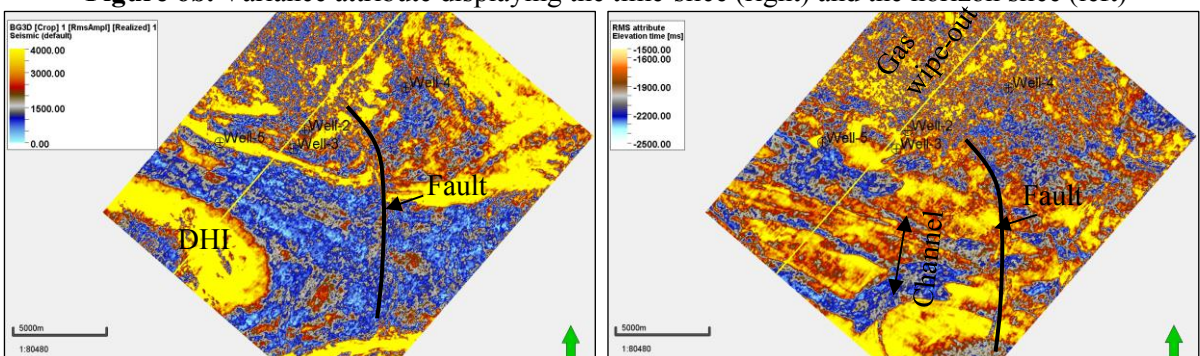 Figure 6b: Variance attribute displaying the time-slice (right) and the horizon slice (left)
BG3D [Crop] 1 [RmsAmpl] [Realized] 1
Seismic (default)
4000.00
3000.00
1500.00
1000.00
0.00
Well-4
Well-2
Well-5
Well-3
Fault
DHI
5000m
1:80480
RMS attribute
Elevation time [ms]
-1500.00
-1600.00
-1900.00
-2200.00
-2500.00
Gas
wipe-out
Well-4
Well-2
Well-5
Well-3
Fault
Channel
5000m
1:80480